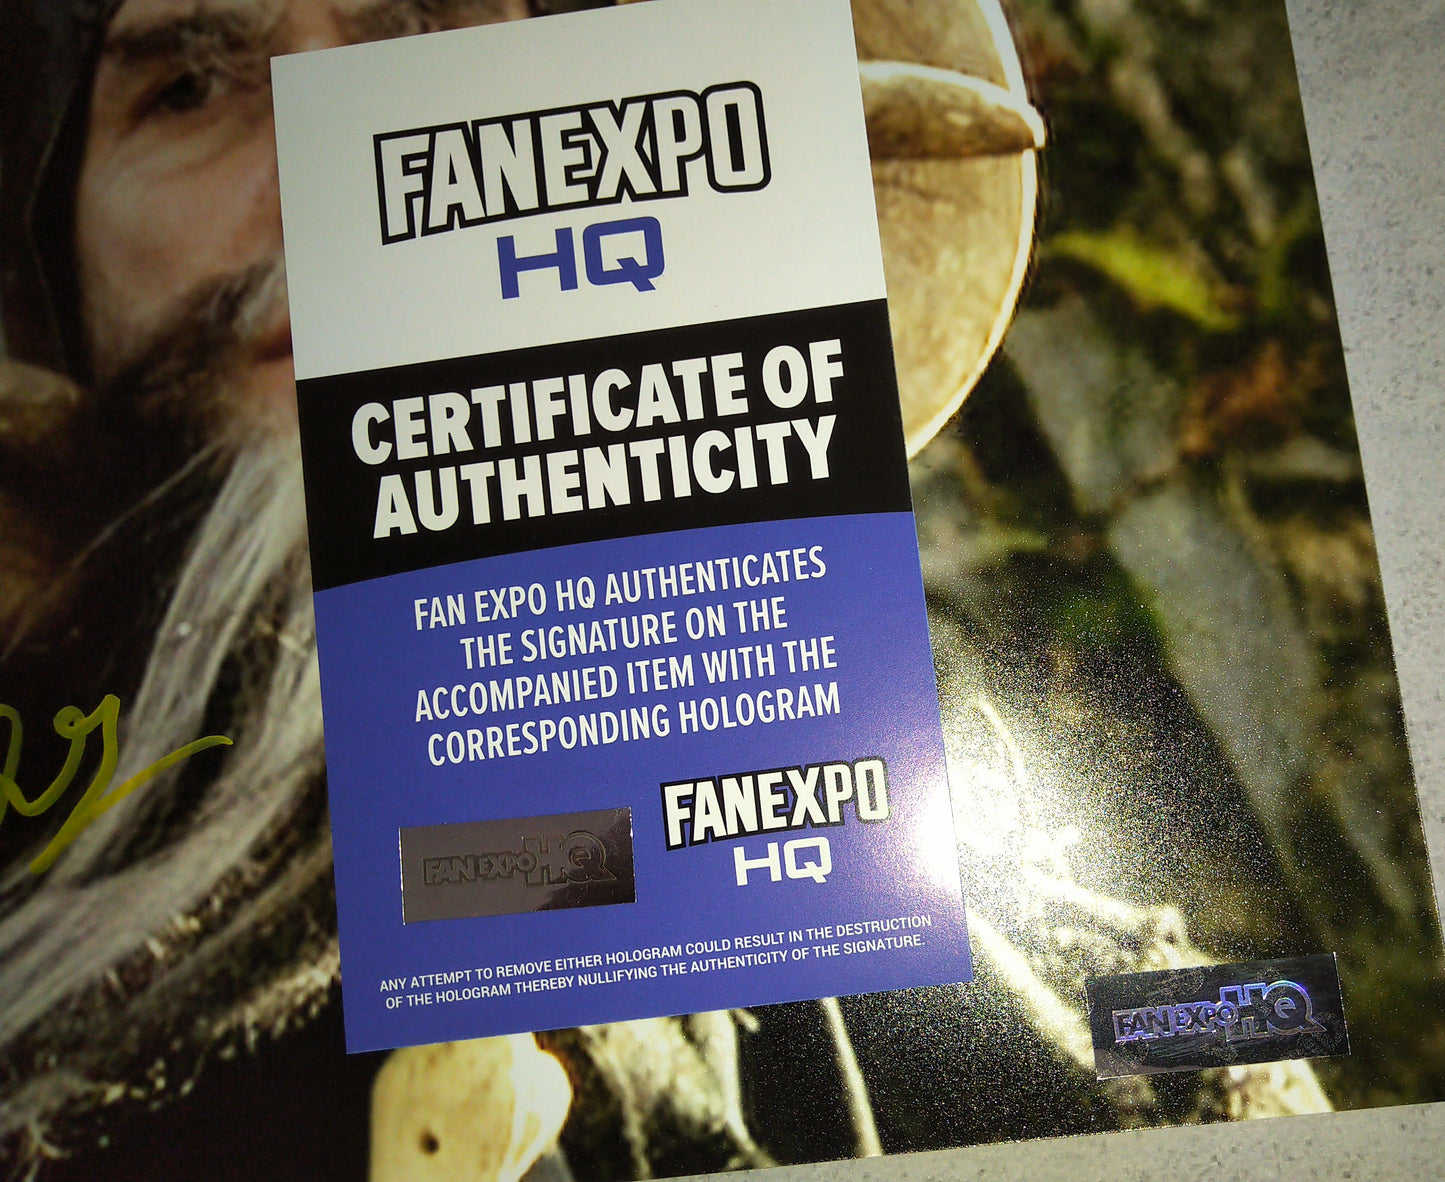 FANEXPO
HQ
CERTIFICATE OF
AUTHENTICITY
FAN EXPO HQ AUTHENTICATES
THE SIGNATURE ON THE
ACCOMPANIED ITEM WITH THE
CORRESPONDING HOLOGRAM
FANEXPO
HQ
FAN EXPO HQ
ANY ATTEMPT TO REMOVE EITHER HOLOGRAM COULD RESULT IN THE DESTRUCTION
OF THE HOLOGRAM THEREBY NULLIFYING THE AUTHENTICITY OF THE SIGNATURE.
FAN EXPO HQ